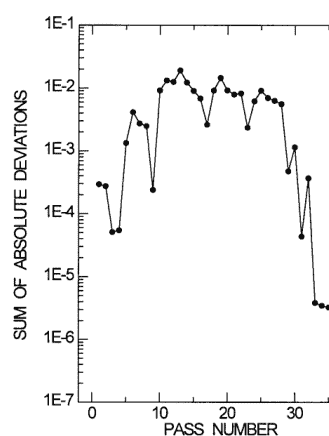 SUM OF ABSOLUTE DEVIATIONS
1E-1
1E-2
1E-3
1E-4
1E-5
1E-6
1E-7
0 10 20 30
PASS NUMBER